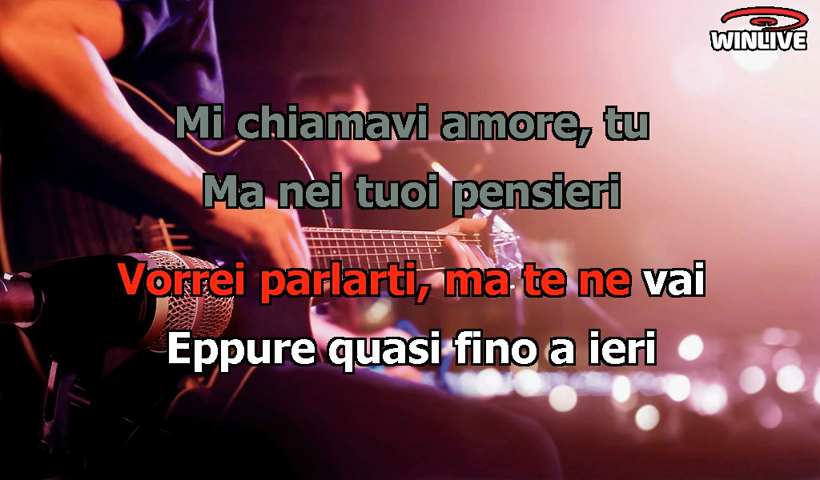 WINLIVE
Mi chiamavi amore, tu
Ma nei tuoi pensieri
Vorrei parlarti, ma te ne vai
Eppure quasi fino a ieri